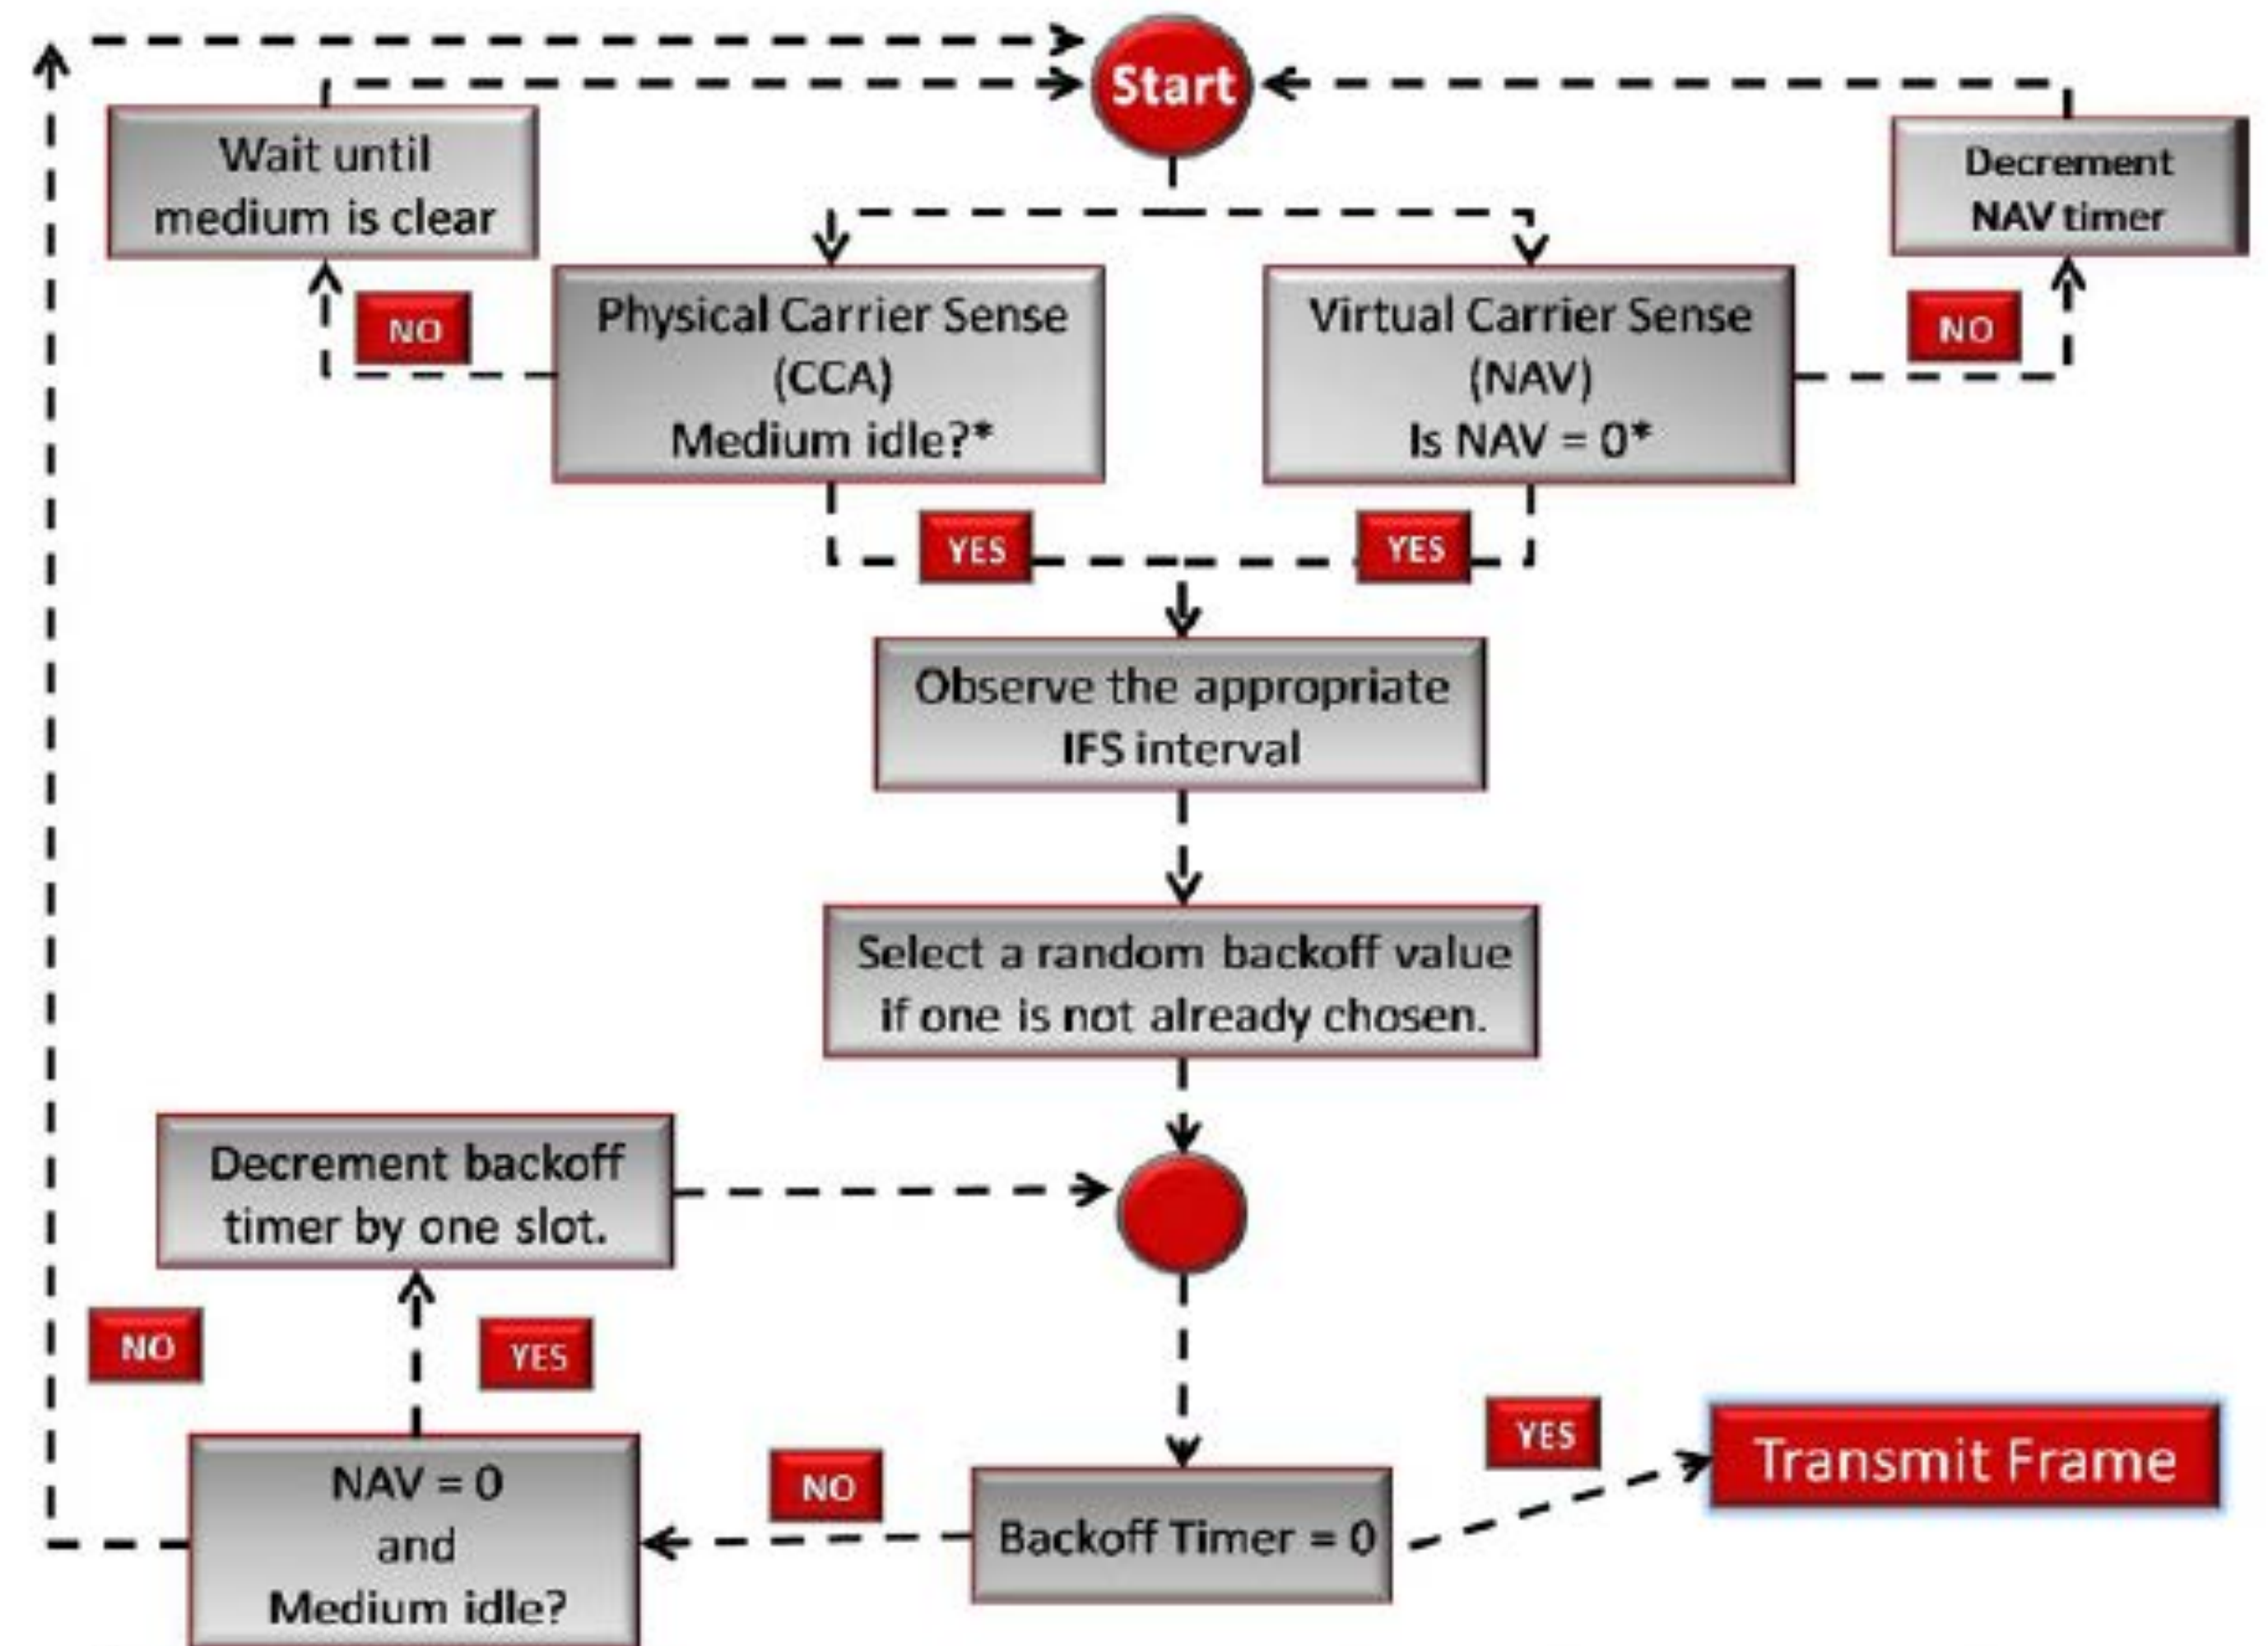 Start
Wait until
medium is clear
Decrement
NAV timer
NO
Physical Carrier Sense
(CCA)
Medium idle?*
Virtual Carrier Sense
(NAV)
Is NAV = 0*
NO
YES
YES
Observe the appropriate
IFS interval
Select a random backoff value
if one is not already chosen.
Decrement backoff
timer by one slot.
NO
YES
NAV = 0
and
Medium idle?
NO
Backoff Timer = 0
YES
Transmit Frame